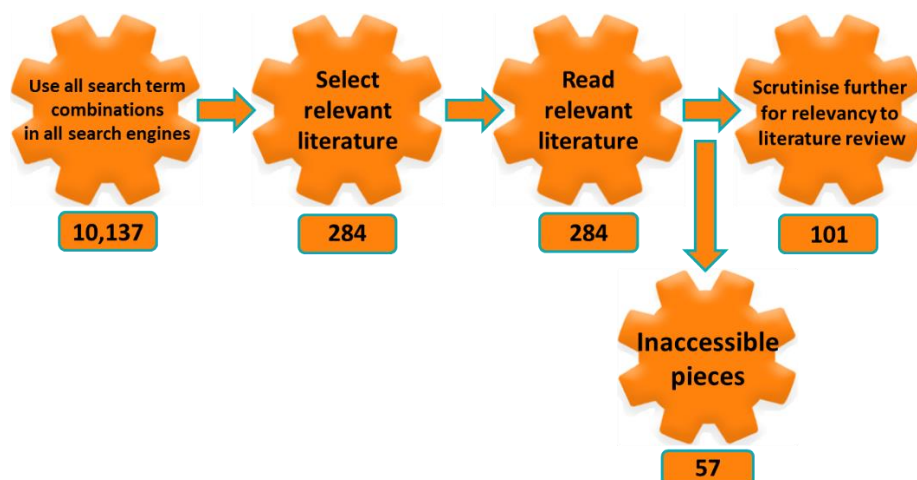 Use all search term
combinations
in all search engines
10,137
Select
relevant
literature
284
Read
relevant
literature
284
Scrutinise further
for relevancy to
literature review
101
Inaccessible
pieces
57